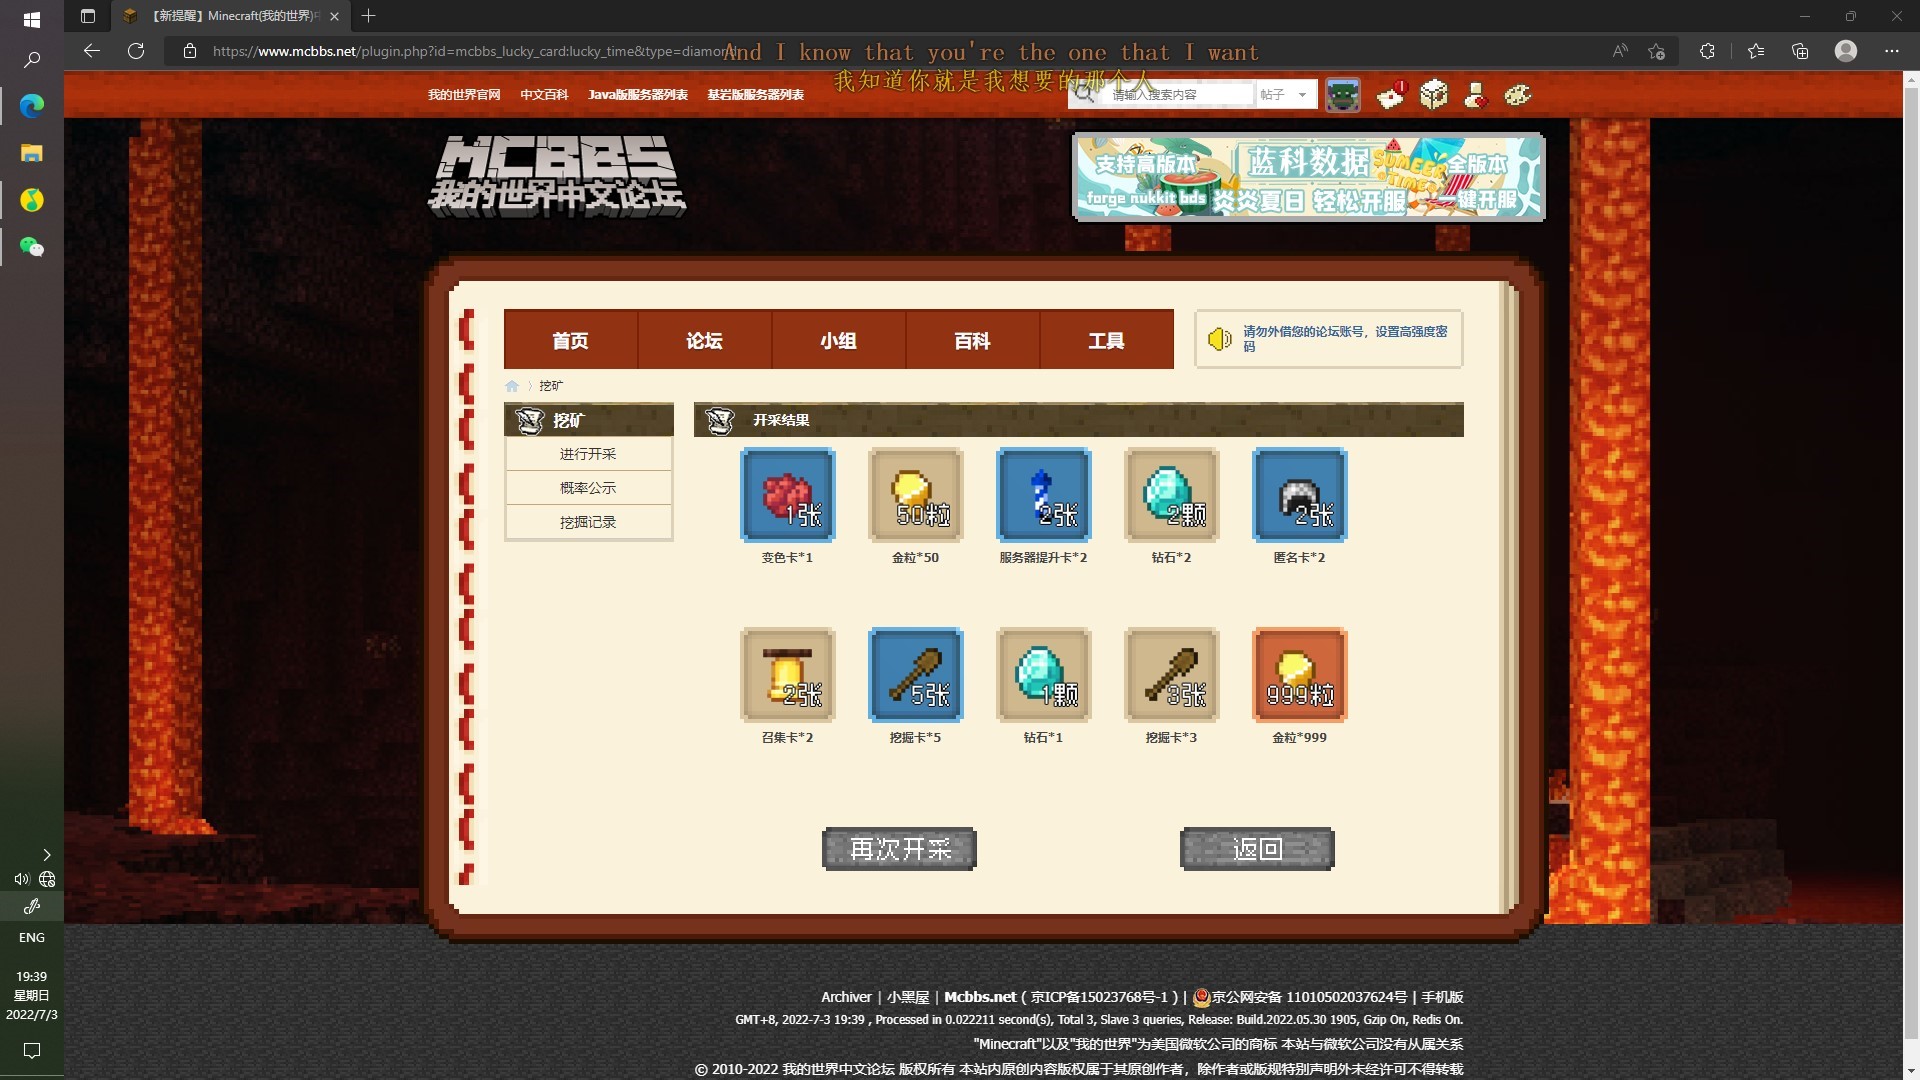 【新提醒】Minecraft(我的世界)中
https://www.mcbbs.net/plugin.php?id=mcbbs_lucky_card:lucky_time&type=diamond
And I know that you're the one that I want
我知道你就是我想要的那个人
我的世界官网 中文百科 Java版服务器列表 基岩版服务器列表
请输入搜索内容 帖子
MCBBS
我的世界中文论坛
支持高版本 蓝科数据 SUMMER TIME 全版本
forge nukkit bds 炎炎夏日 轻松开服 一键开服
首页 论坛 小组 百科 工具
请勿外借您的论坛账号，设置高强度密
码
挖矿
挖矿
进行开采
概率公示
挖掘记录
开采结果
1张 50粒 2张 2颗 2张
变色卡*1 金粒*50 服务器提升卡*2 钻石*2 匿名卡*2
2张 5张 1颗 3张 999粒
召集卡*2 挖掘卡*5 钻石*1 挖掘卡*3 金粒*999
再次开采 返回
ENG
19:39
星期日
2022/7/3
Archiver | 小黑屋 | Mcbbs.net ( 京ICP备15023768号-1 ) | 京公网安备 11010502037624号 | 手机版
GMT+8, 2022-7-3 19:39 , Processed in 0.022211 second(s), Total 3, Slave 3 queries, Release: Build.2022.05.30 1905, Gzip On, Redis On.
"Minecraft"以及"我的世界"为美国微软公司的商标 本站与微软公司没有从属关系
© 2010-2022 我的世界中文论坛 版权所有 本站内原创内容版权属于其原创作者，除作者或版规特别声明外未经许可不得转载